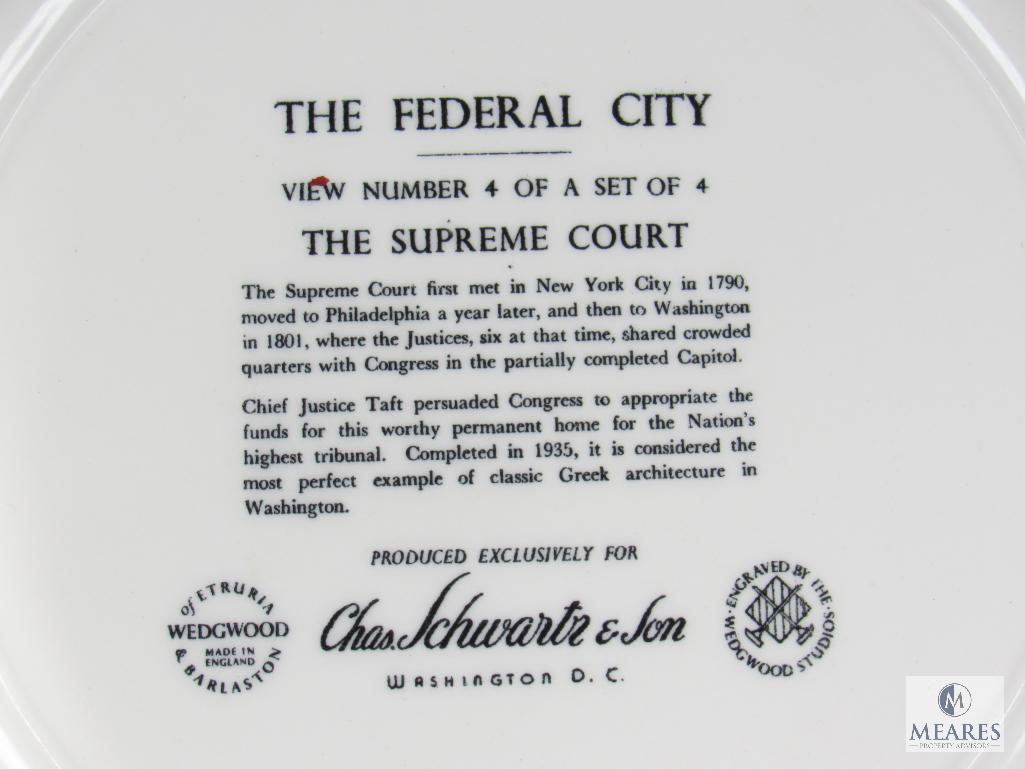 THE FEDERAL CITY
VIEW NUMBER 4 OF A SET OF 4
THE SUPREME COURT
The Supreme Court first met in New York City in 1790,
moved to Philadelphia a year later, and then to Washington
in 1801, where the Justices, six at that time, shared crowded
quarters with Congress in the partially completed Capitol.
Chief Justice Taft persuaded Congress to appropriate the
funds for this worthy permanent home for the Nation's
highest tribunal. Completed in 1935, it is considered the
most perfect example of classic Greek architecture in
Washington.
PRODUCED EXCLUSIVELY FOR
of ETRURIA
WEDGWOOD
MADE IN
ENGLAND
& BARLASTON
Chas. Schwartz & Son
WASHINGTON D. C.
·ENGRAVED BY THE·
WEDGWOOD STUDIOS
M
MEARES
PROPERTY ADVISORS